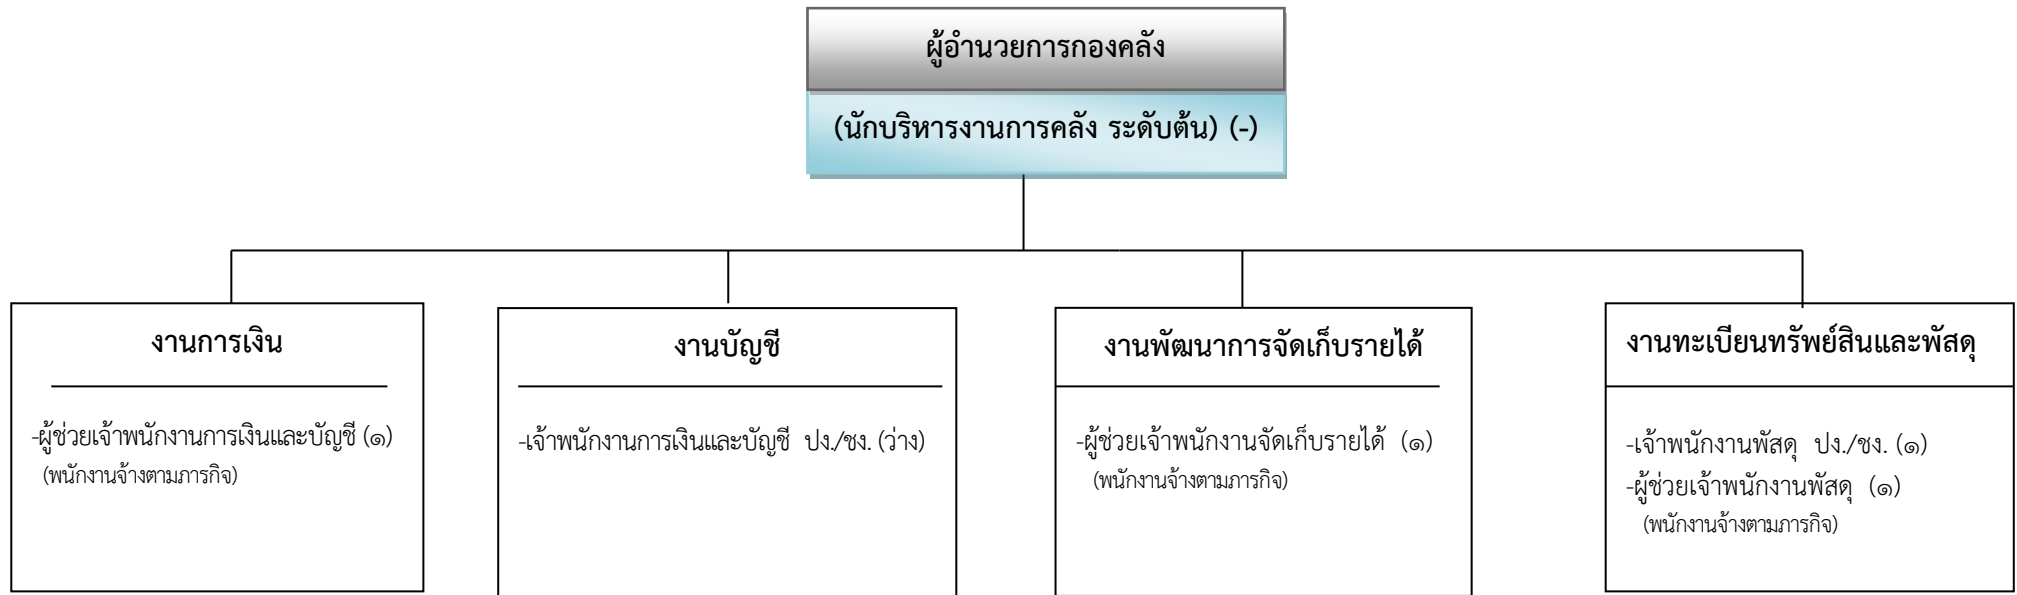 ผู้อำนวยการกองคลัง
(นักบริหารงานการคลัง ระดับต้น) (-)
งานการเงิน
-ผู้ช่วยเจ้าพนักงานการเงินและบัญชี (๑)
(พนักงานจ้างตามภารกิจ)
งานบัญชี
-เจ้าพนักงานการเงินและบัญชี ปง./ชง. (ว่าง)
งานพัฒนาการจัดเก็บรายได้
-ผู้ช่วยเจ้าพนักงานจัดเก็บรายได้ (๑)
(พนักงานจ้างตามภารกิจ)
งานทะเบียนทรัพย์สินและพัสดุ
-เจ้าพนักงานพัสดุ ปง./ชง. (๑)
-ผู้ช่วยเจ้าพนักงานพัสดุ (๑)
(พนักงานจ้างตามภารกิจ)